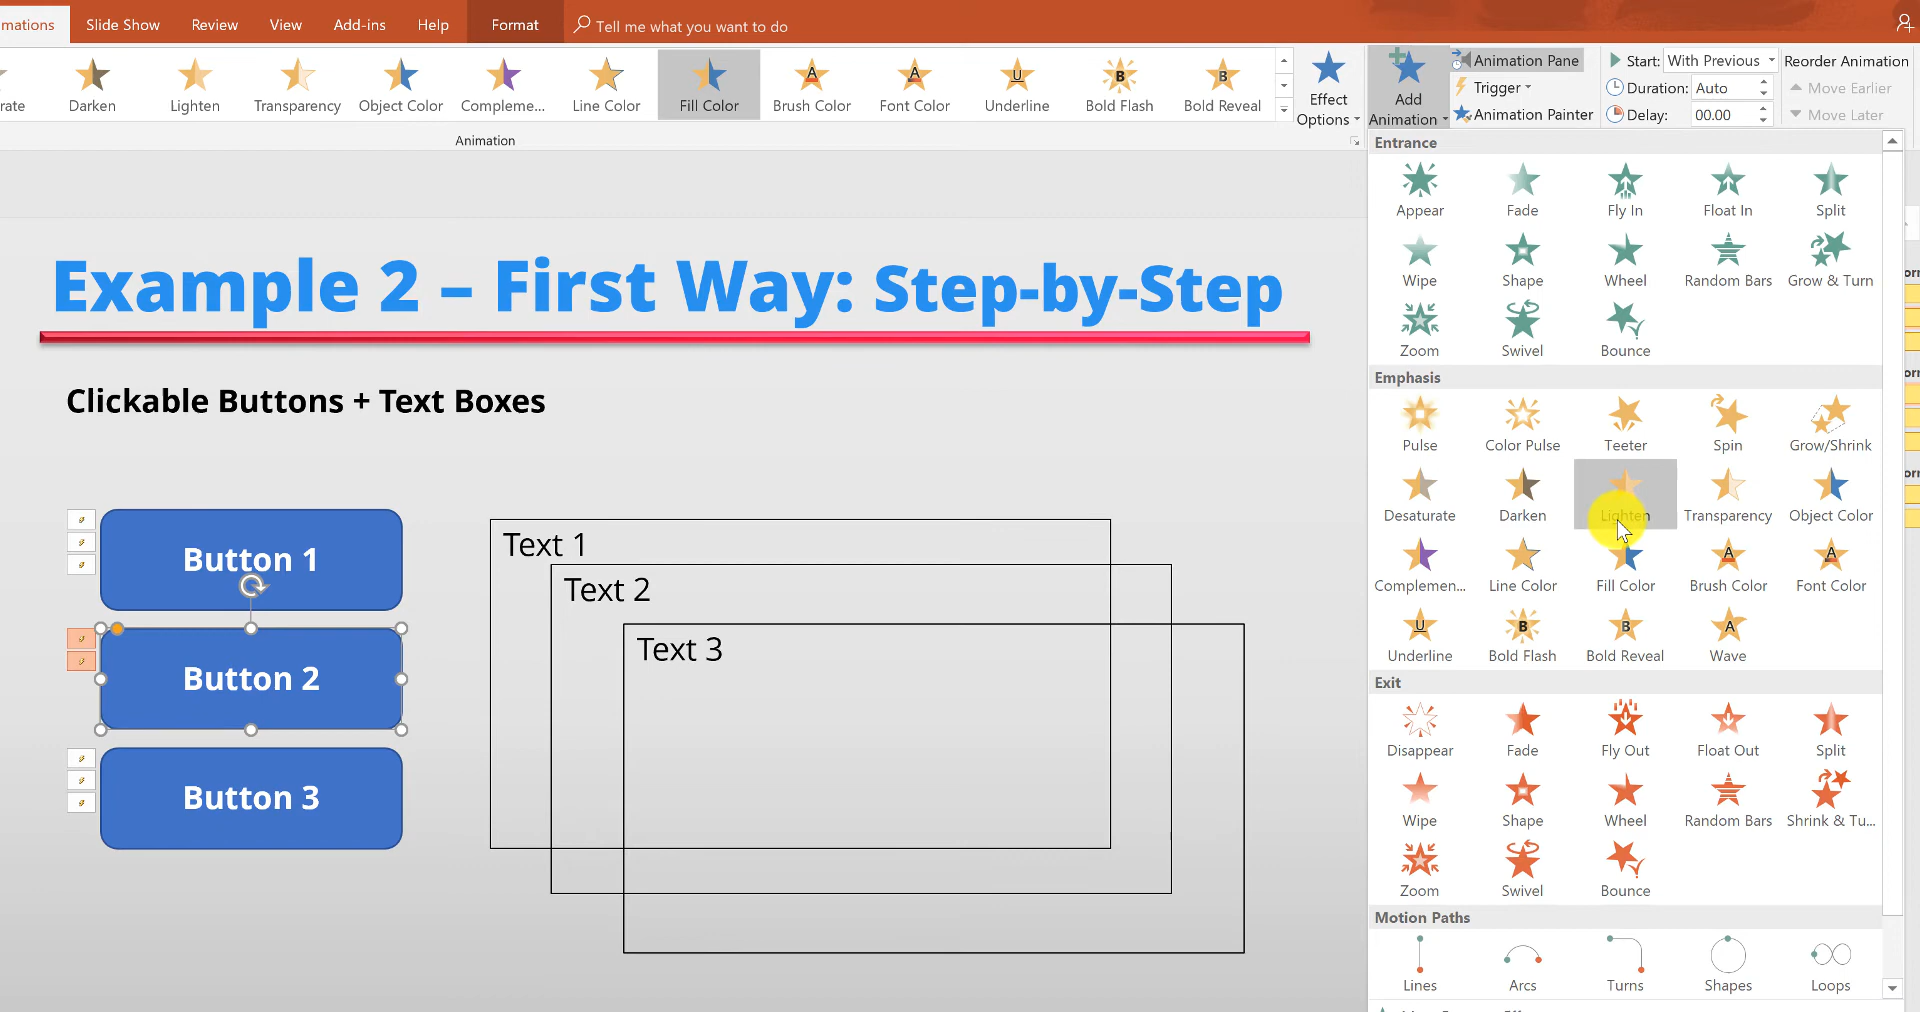 mations Slide Show Review View Add-ins Help Format Tell me what you want to do
rate Darken Lighten Transparency Object Color Compleme... Line Color Fill Color Brush Color Font Color Underline Bold Flash Bold Reveal
Animation
Effect Options
Add Animation
Animation Pane
Trigger
Animation Painter
Start: With Previous
Duration: Auto
Delay: 00.00
Reorder Animation
Move Earlier
Move Later
Example 2 – First Way: Step-by-Step
Clickable Buttons + Text Boxes
Button 1
Button 2
Button 3
Text 1
Text 2
Text 3
Entrance
Appear Fade Fly In Float In Split
Wipe Shape Wheel Random Bars Grow & Turn
Zoom Swivel Bounce
Emphasis
Pulse Color Pulse Teeter Spin Grow/Shrink
Desaturate Darken Lighten Transparency Object Color
Complemen... Line Color Fill Color Brush Color Font Color
Underline Bold Flash Bold Reveal Wave
Exit
Disappear Fade Fly Out Float Out Split
Wipe Shape Wheel Random Bars Shrink & Tu...
Zoom Swivel Bounce
Motion Paths
Lines Arcs Turns Shapes Loops